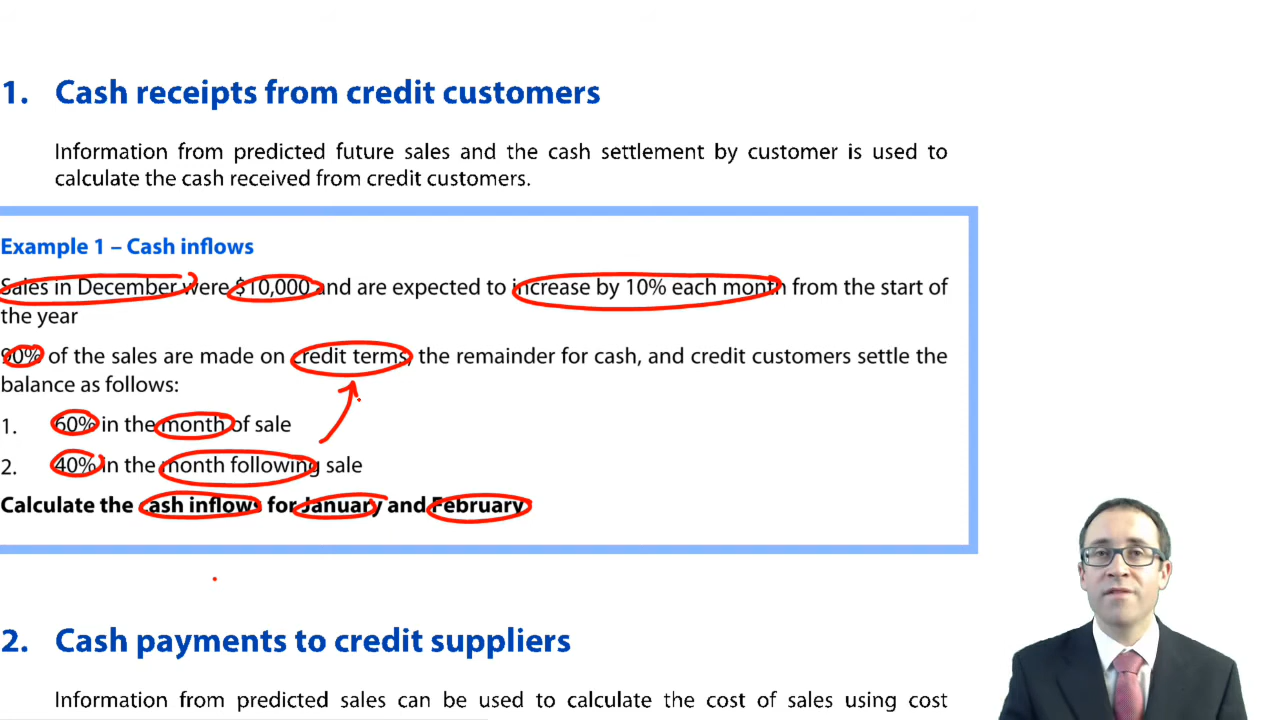 1. Cash receipts from credit customers
Information from predicted future sales and the cash settlement by customer is used to
calculate the cash received from credit customers.
Example 1 – Cash inflows
Sales in December were $10,000 and are expected to increase by 10% each month from the start of
the year
90% of the sales are made on credit terms, the remainder for cash, and credit customers settle the
balance as follows:
1. 60% in the month of sale
2. 40% in the month following sale
Calculate the cash inflows for January and February
2. Cash payments to credit suppliers
Information from predicted sales can be used to calculate the cost of sales using cost